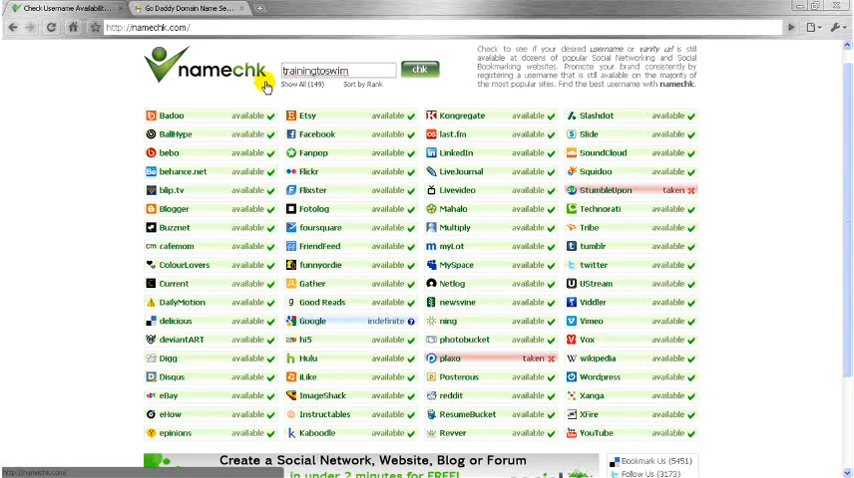 Check Username Availabilit...
Go Daddy Domain Name Se...
http://namechk.com/
namechk
trainingtoswim
chk
Show All (149)
Sort by Rank
Check to see if your desired username or vanity url is still
available at dozens of popular Social Networking and Social
Bookmarking websites. Promote your brand consistently by
registering a username that is still available on the majority of
the most popular sites. Find the best username with namechk.
Badoo available Etsy available Kongregate available Slashdot available
BallHype available Facebook available last.fm available Slide available
bebo available Fanpop available LinkedIn available SoundCloud available
behance.net available Flickr available LiveJournal available Squidoo available
blip.tv available Flixster available Livevideo available StumbleUpon taken
Blogger available Fotolog available Mahalo available Technorati available
Buzznet available foursquare available Multiply available Tribe available
cafemom available FriendFeed available myLot available tumblr available
ColourLovers available funnyordie available MySpace available twitter available
Current available Gather available Netlog available UStream available
DailyMotion available Good Reads available newsvine available Viddler available
delicious available Google indefinite ning available Vimeo available
deviantART available hi5 available photobucket available Vox available
Digg available Hulu available plaxo taken wikipedia available
Disqus available iLike available Posterous available Wordpress available
eBay available ImageShack available reddit available Xanga available
eHow available Instructables available ResumeBucket available XFire available
epinions available Kaboodle available Revver available YouTube available
Create a Social Network, Website, Blog or Forum
in under 2 minutes for FREE!
Bookmark Us (5451)
Follow Us (3173)
http://namechk.com/